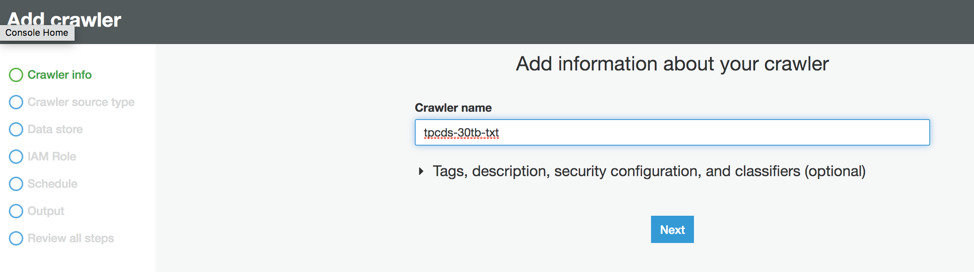 Add crawler
Console Home
Crawler info
Crawler source type
Data store
IAM Role
Schedule
Output
Review all steps
Add information about your crawler
Crawler name
tpcds-30tb-txt
Tags, description, security configuration, and classifiers (optional)
Next